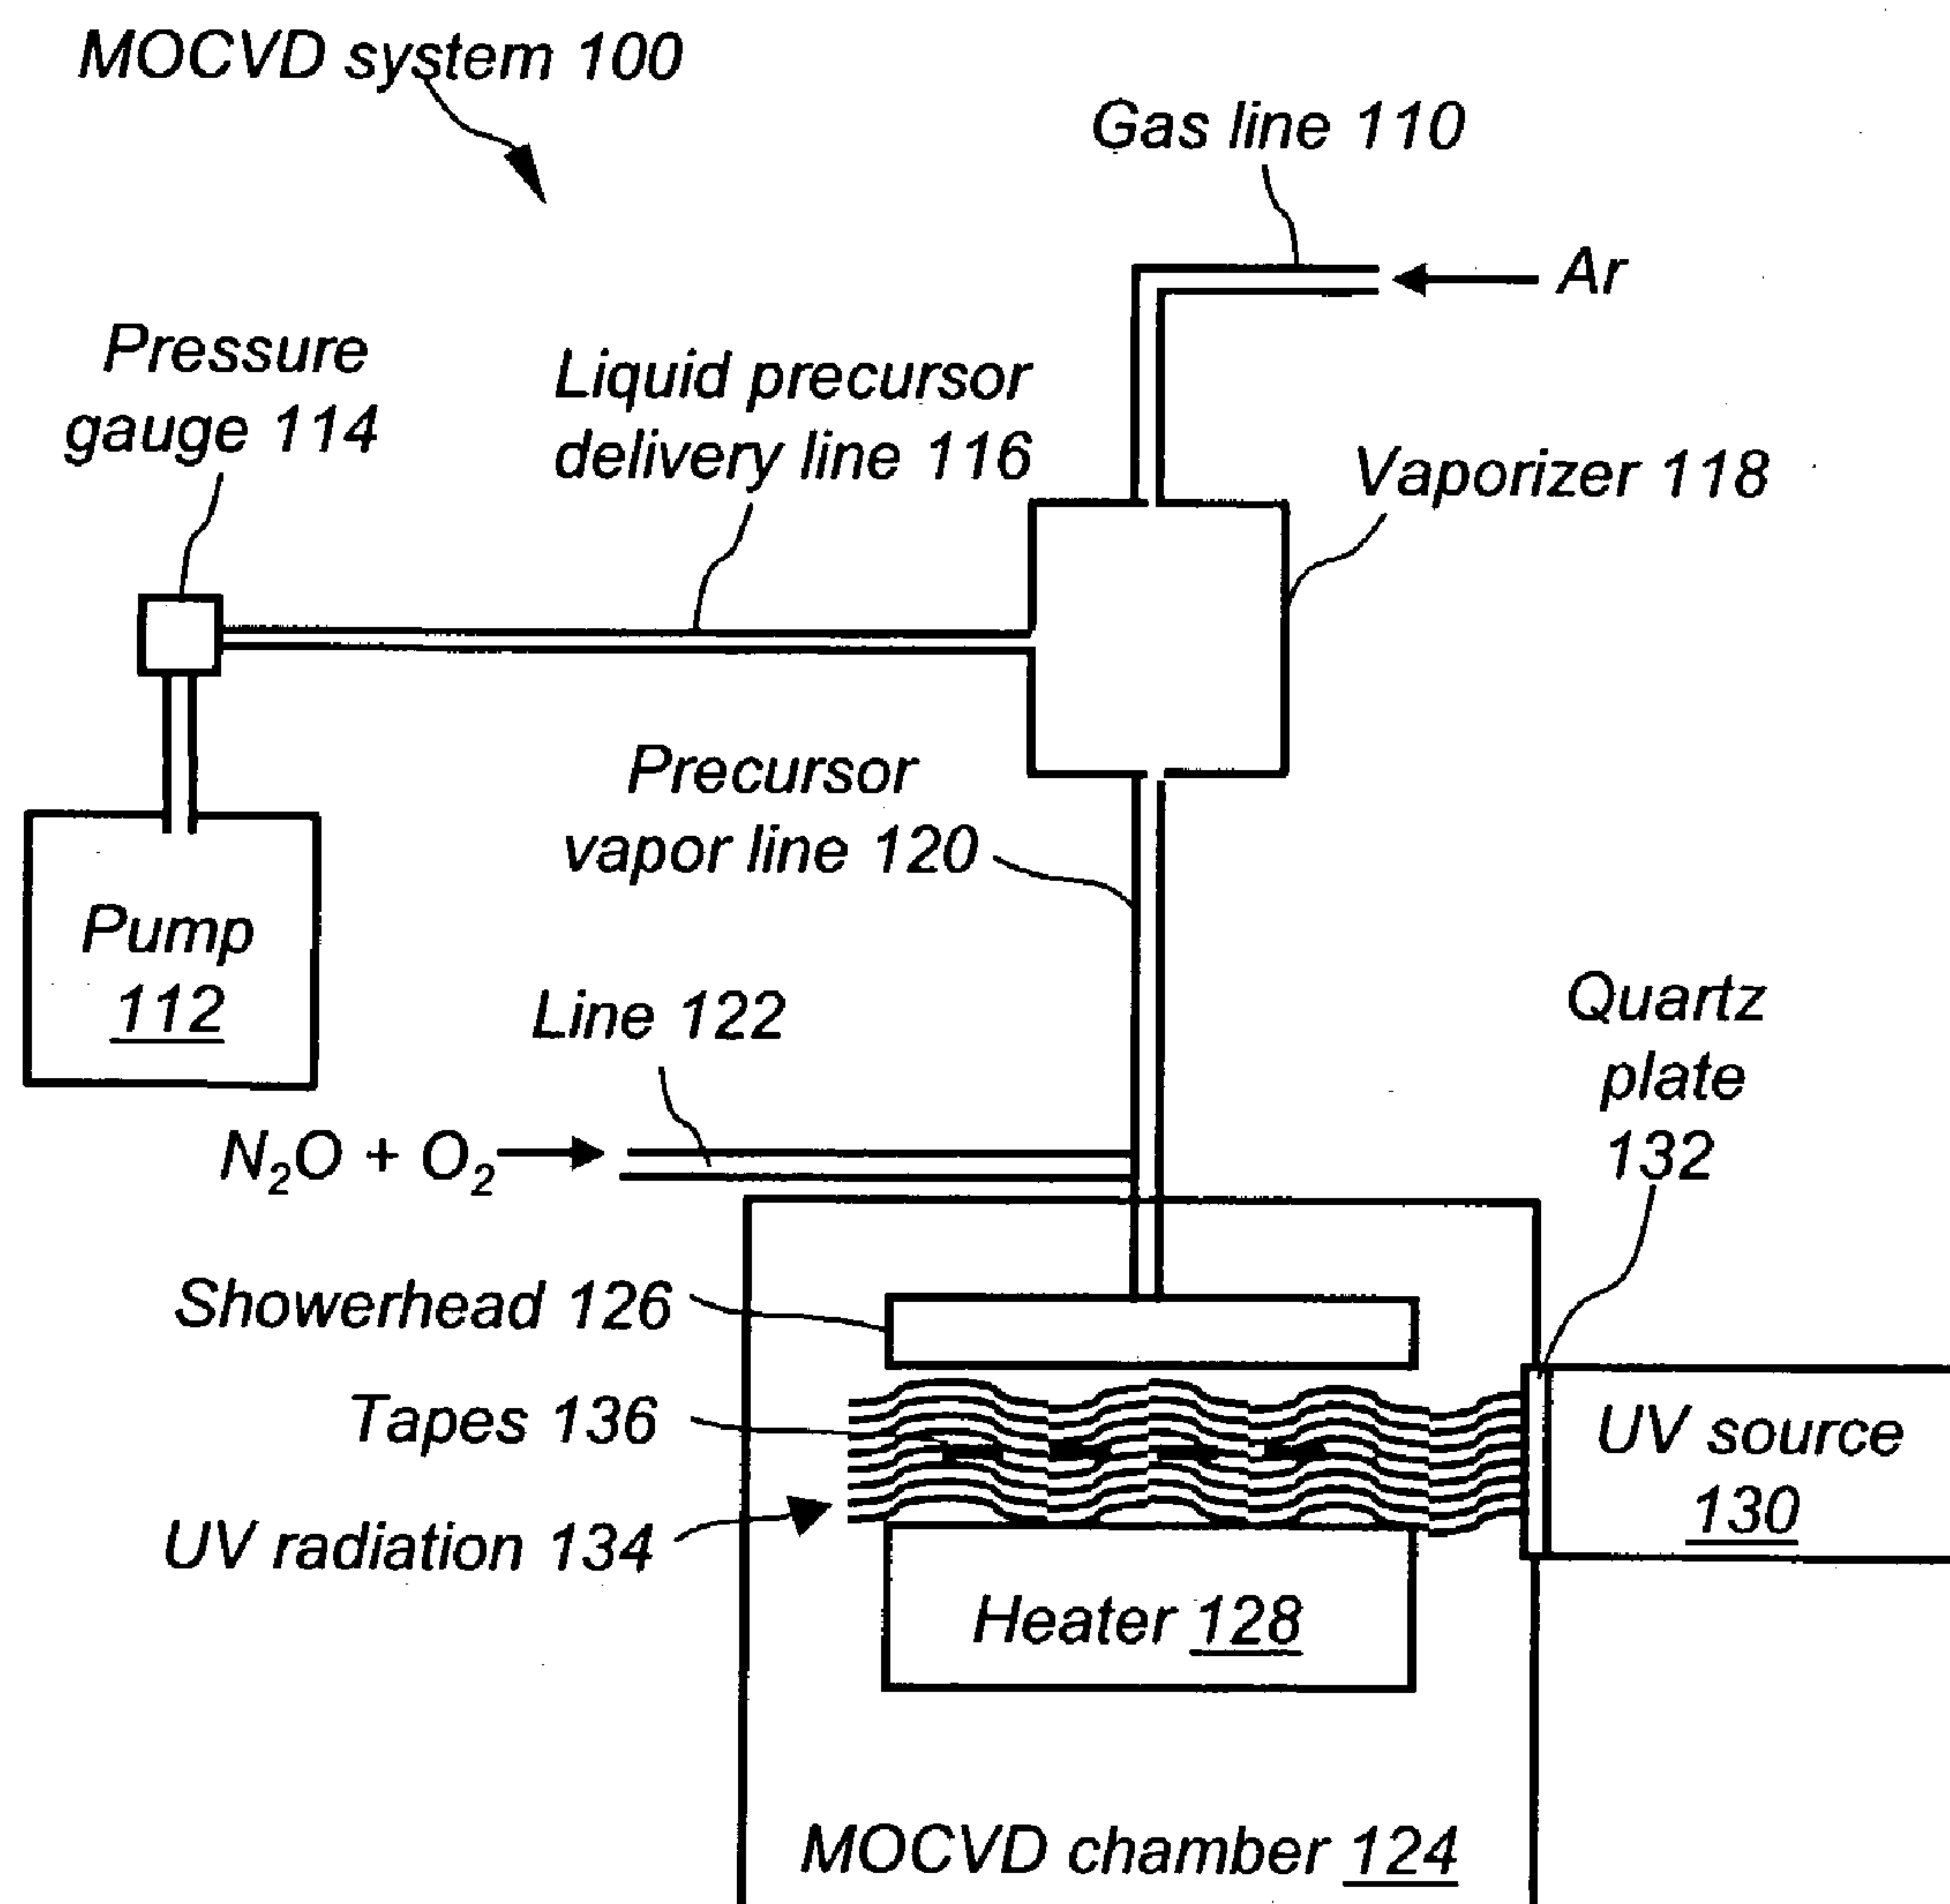 MOCVD system 100
Gas line 110
Ar
Pressure
gauge 114
Liquid precursor
delivery line 116
Vaporizer 118
Precursor
vapor line 120
Pump
112
Line 122
Quartz
plate
132
N₂O + O₂
Showerhead 126
Tapes 136
UV source
130
UV radiation 134
Heater 128
MOCVD chamber 124